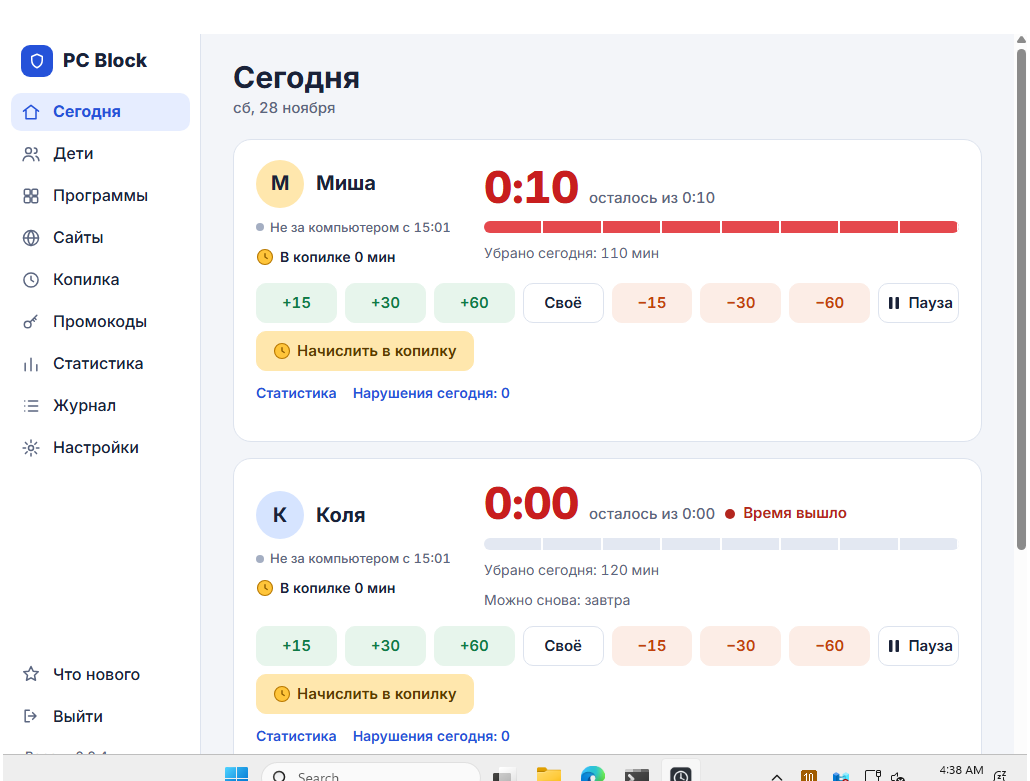 PC Block
Сегодня
Дети
Программы
Сайты
Копилка
Промокоды
Статистика
Журнал
Настройки
Что нового
Выйти
Сегодня
сб, 28 ноября
М Миша
Не за компьютером с 15:01
В копилке 0 мин
0:10 осталось из 0:10
Убрано сегодня: 110 мин
+15 +30 +60 Своё −15 −30 −60 Пауза
Начислить в копилку
Статистика Нарушения сегодня: 0
К Коля
Не за компьютером с 15:01
В копилке 0 мин
0:00 осталось из 0:00 Время вышло
Убрано сегодня: 120 мин
Можно снова: завтра
+15 +30 +60 Своё −15 −30 −60 Пауза
Начислить в копилку
Статистика Нарушения сегодня: 0
Search
10
4:38 AM